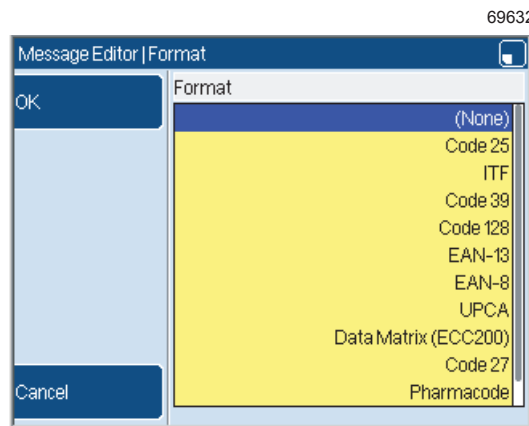 69632
Message Editor | Format
OK
Format
(None)
Code 25
ITF
Code 39
Code 128
EAN-13
EAN-8
UPCA
Data Matrix (ECC200)
Code 27
Pharmacode
Cancel